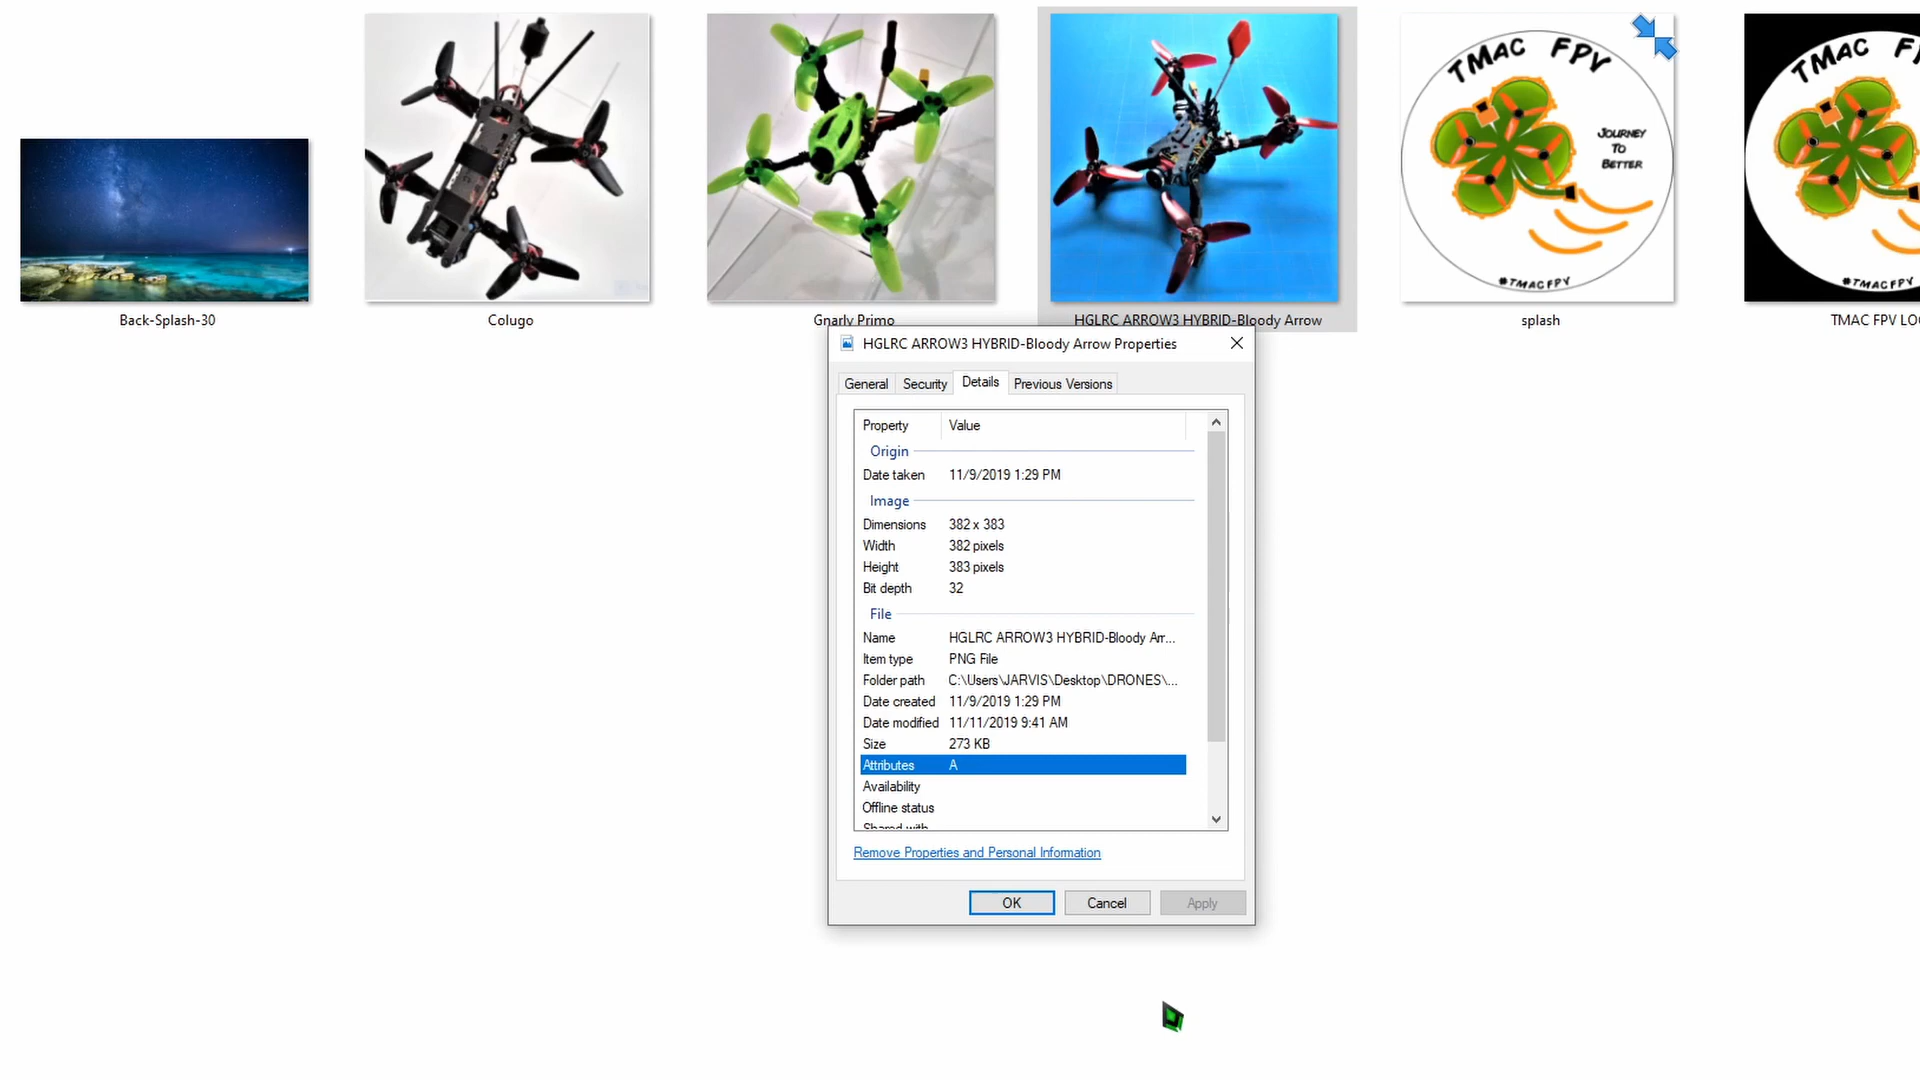 TMAC FPV
JOURNEY
TO
BETTER
#TMACFPV
TMAC
#TMACFPV
Back-Splash-30
Colugo
Gnarly Primo
HGLRC ARROW3 HYBRID-Bloody Arrow
splash
TMAC FPV LO
HGLRC ARROW3 HYBRID-Bloody Arrow Properties
General Security Details Previous Versions
Property Value
Origin
Date taken 11/9/2019 1:29 PM
Image
Dimensions 382 x 383
Width 382 pixels
Height 383 pixels
Bit depth 32
File
Name HGLRC ARROW3 HYBRID-Bloody Arr...
Item type PNG File
Folder path C:\Users\JARVIS\Desktop\DRONES\...
Date created 11/9/2019 1:29 PM
Date modified 11/11/2019 9:41 AM
Size 273 KB
Attributes A
Availability
Offline status
Shared with
Remove Properties and Personal Information
OK Cancel Apply